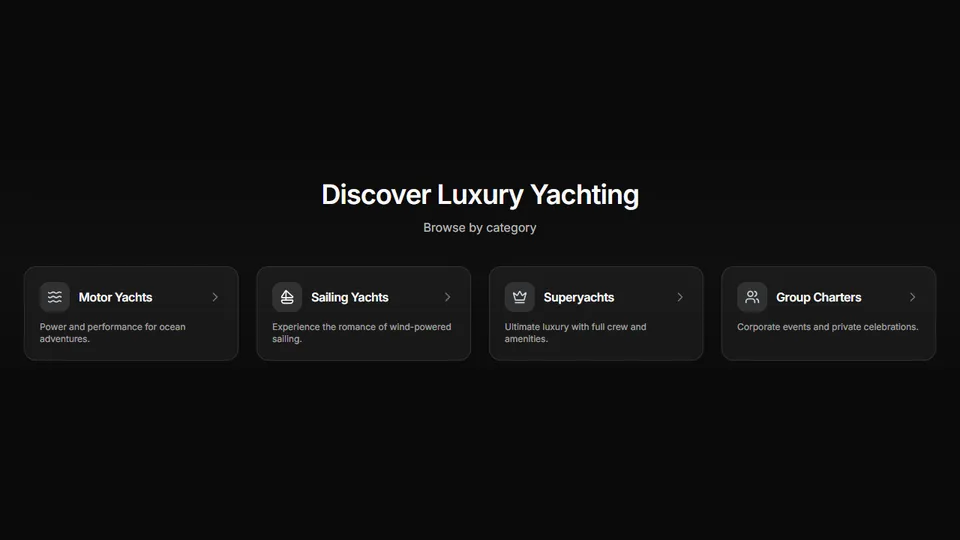 Discover Luxury Yachting
Browse by category
Motor Yachts
Power and performance for ocean
adventures.
Sailing Yachts
Experience the romance of wind-powered
sailing.
Superyachts
Ultimate luxury with full crew and
amenities.
Group Charters
Corporate events and private celebrations.